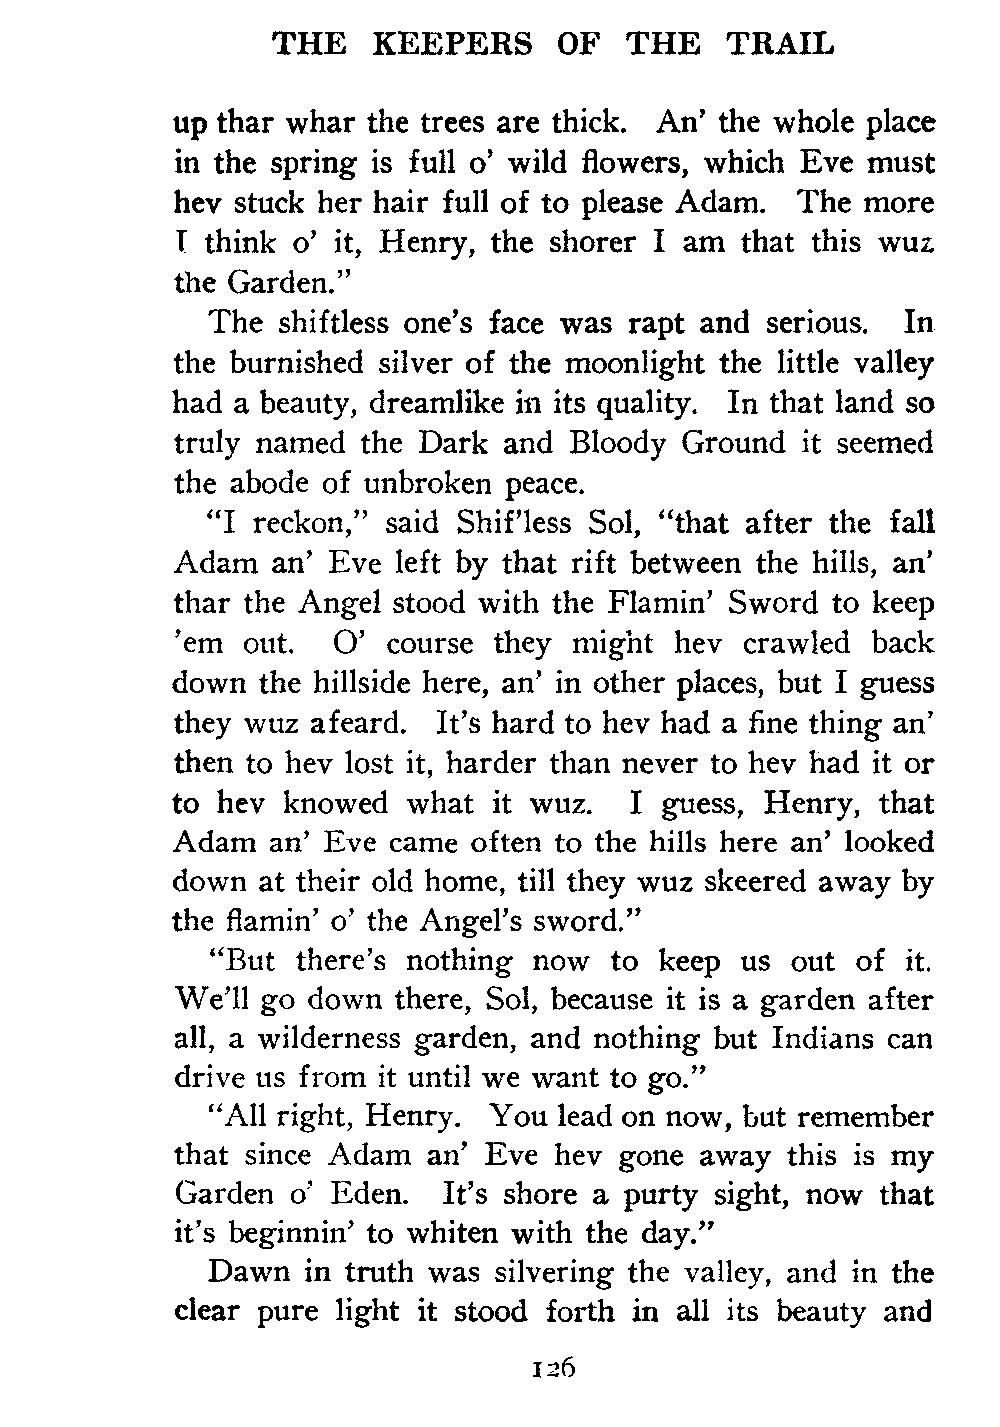 THE KEEPERS OF THE TRAIL
up thar whar the trees are thick. An' the whole place
in the spring is full o' wild flowers, which Eve must
hev stuck her hair full of to please Adam. The more
I think o' it, Henry, the shorer I am that this wuz
the Garden."
The shiftless one's face was rapt and serious. In
the burnished silver of the moonlight the little valley
had a beauty, dreamlike in its quality. In that land so
truly named the Dark and Bloody Ground it seemed
the abode of unbroken peace.
"I reckon," said Shif'less Sol, "that after the fall
Adam an' Eve left by that rift between the hills, an'
thar the Angel stood with the Flamin' Sword to keep
'em out. O' course they might hev crawled back
down the hillside here, an' in other places, but I guess
they wuz afeard. It's hard to hev had a fine thing an'
then to hev lost it, harder than never to hev had it or
to hev knowed what it wuz. I guess, Henry, that
Adam an' Eve came often to the hills here an' looked
down at their old home, till they wuz skeered away by
the flamin' o' the Angel's sword."
"But there's nothing now to keep us out of it.
We'll go down there, Sol, because it is a garden after
all, a wilderness garden, and nothing but Indians can
drive us from it until we want to go."
"All right, Henry. You lead on now, but remember
that since Adam an' Eve hev gone away this is my
Garden o' Eden. It's shore a purty sight, now that
it's beginnin' to whiten with the day."
Dawn in truth was silvering the valley, and in the
clear pure light it stood forth in all its beauty and
126